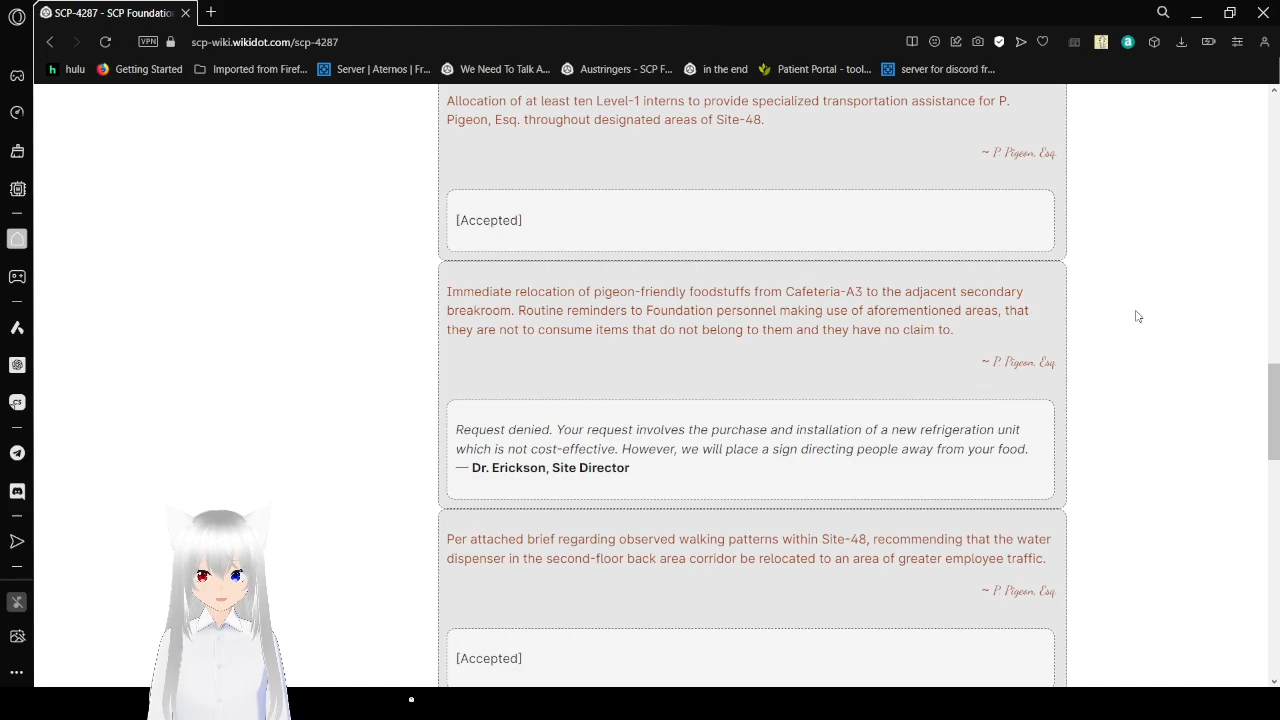 SCP-4287 - SCP Foundatio
VPN
scp-wiki.wikidot.com/scp-4287
hulu
Getting Started
Imported from Firef...
Server | Aternos | Fr...
We Need To Talk A...
Austringers - SCP F...
in the end
Patient Portal - tool...
server for discord fr...
Allocation of at least ten Level-1 interns to provide specialized transportation assistance for P.
Pigeon, Esq. throughout designated areas of Site-48.
~ P. Pigeon, Esq.
[Accepted]
Immediate relocation of pigeon-friendly foodstuffs from Cafeteria-A3 to the adjacent secondary
breakroom. Routine reminders to Foundation personnel making use of aforementioned areas, that
they are not to consume items that do not belong to them and they have no claim to.
~ P. Pigeon, Esq.
Request denied. Your request involves the purchase and installation of a new refrigeration unit
which is not cost-effective. However, we will place a sign directing people away from your food.
— Dr. Erickson, Site Director
Per attached brief regarding observed walking patterns within Site-48, recommending that the water
dispenser in the second-floor back area corridor be relocated to an area of greater employee traffic.
~ P. Pigeon, Esq.
[Accepted]